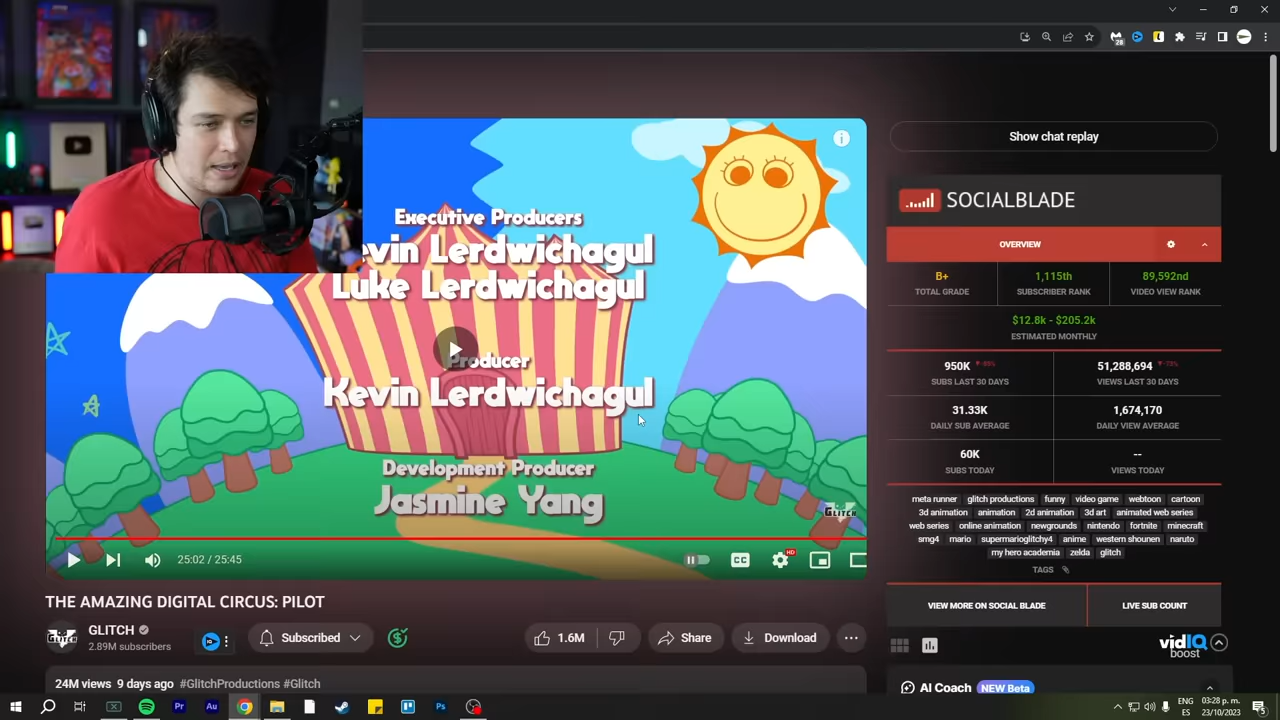 Show chat replay
Executive Producers
Kevin Lerdwichagul
Luke Lerdwichagul
Producer
Kevin Lerdwichagul
Development Producer
Jasmine Yang
GLITCH
25:02 / 25:45
CC
HD
THE AMAZING DIGITAL CIRCUS: PILOT
GLITCH
2.89M subscribers
Subscribed
1.6M
Share
Download
24M views 9 days ago #GlitchProductions #Glitch
SOCIALBLADE
OVERVIEW
B+
TOTAL GRADE
1,115th
SUBSCRIBER RANK
89,592nd
VIDEO VIEW RANK
$12.8k - $205.2k
ESTIMATED MONTHLY
950K
SUBS LAST 30 DAYS
51,288,694
VIEWS LAST 30 DAYS
31.33K
DAILY SUB AVERAGE
1,674,170
DAILY VIEW AVERAGE
60K
SUBS TODAY
--
VIEWS TODAY
meta runner glitch productions funny video game webtoon cartoon
3d animation animation 2d animation 3d art animated web series
web series online animation newgrounds nintendo fortnite minecraft
smg4 mario supermarioglitchy4 anime western shounen naruto
my hero academia zelda glitch
TAGS
VIEW MORE ON SOCIAL BLADE
LIVE SUB COUNT
vidIQ
boost
AI Coach NEW Beta
Pr
Au
Ps
ENG
ES
03:28 p. m.
23/10/2023